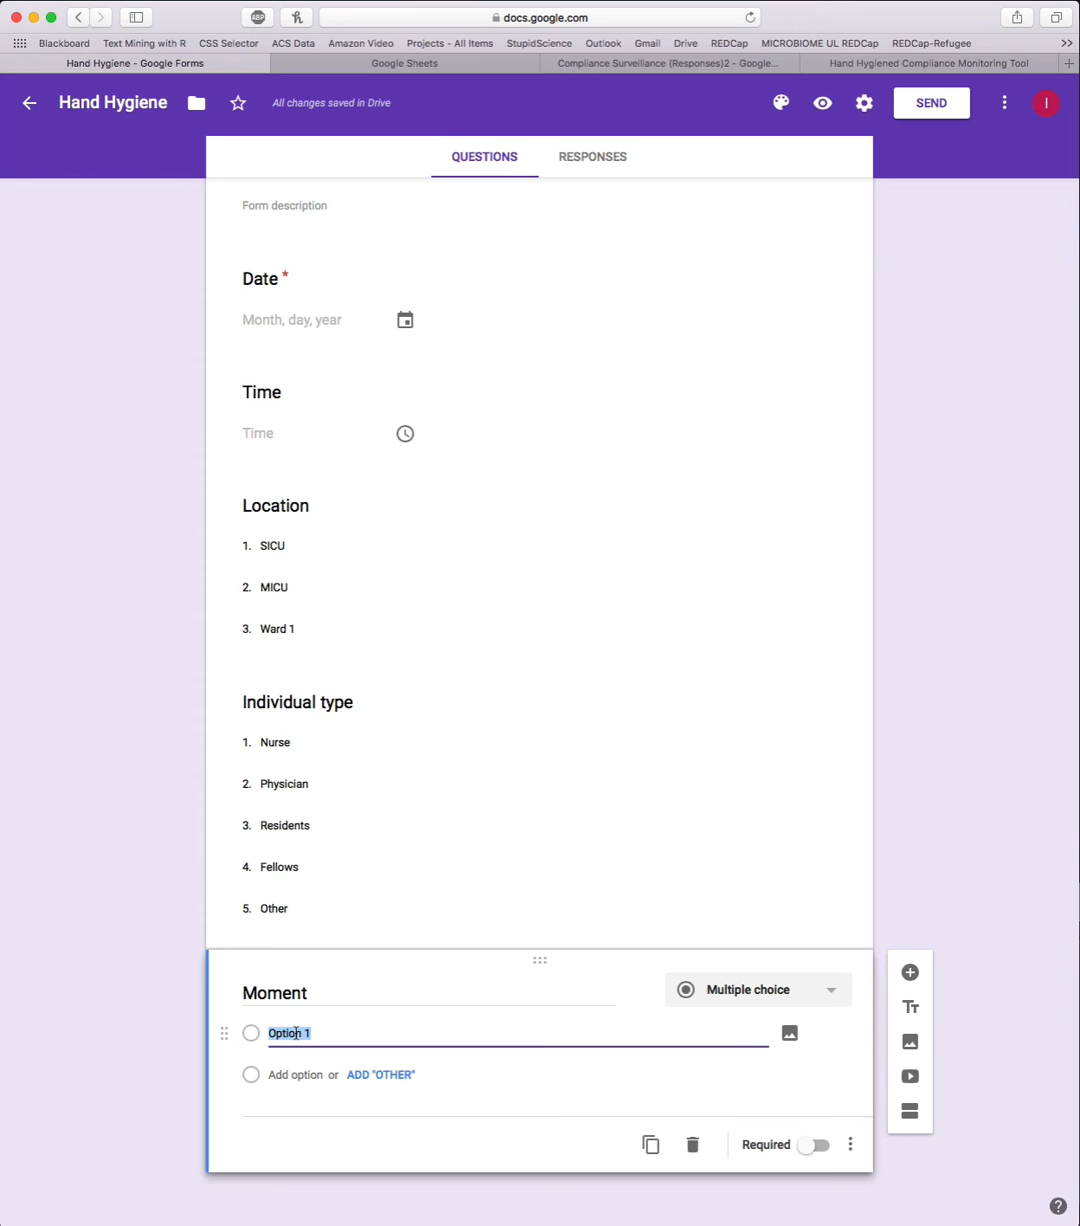 docs.google.com
ABP
Blackboard Text Mining with R CSS Selector ACS Data Amazon Video Projects - All Items StupidScience Outlook Gmail Drive REDCap MICROBIOME UL REDCap REDCap-Refugee >>
Hand Hygiene - Google Forms Google Sheets Compliance Surveillance (Responses)2 - Google... Hand Hygiened Compliance Monitoring Tool +
Hand Hygiene All changes saved in Drive SEND I
QUESTIONS RESPONSES
Form description
Date *
Month, day, year
Time
Time
Location
1. SICU
2. MICU
3. Ward 1
Individual type
1. Nurse
2. Physician
3. Residents
4. Fellows
5. Other
Moment Multiple choice
Option 1
Tт
Add option or ADD "OTHER"
Required
?